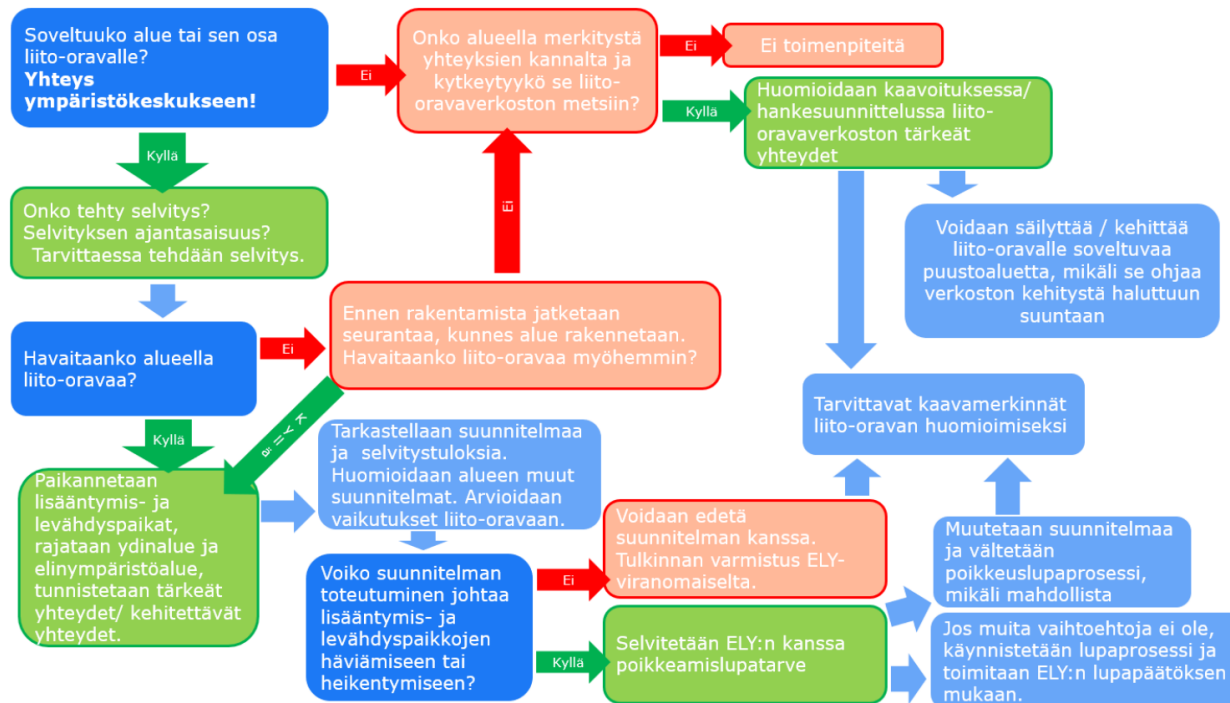 Soveltuuko alue tai sen osa
liito-oravalle?
Yhteys
ympäristökeskukseen!
Ei
Onko alueella merkitystä
yhteyksien kannalta ja
kytkeytyykö se liito-
oravaverkoston metsiin?
Ei
Ei toimenpiteitä
Kyllä
Huomioidaan kaavoituksessa/
hankesuunnittelussa liito-
oravaverkoston tärkeät
yhteydet
Kyllä
Onko tehty selvitys?
Selvityksen ajantasaisuus?
Tarvittaessa tehdään selvitys.
Ei
Voidaan säilyttää / kehittää
liito-oravalle soveltuvaa
puustoaluetta, mikäli se ohjaa
verkoston kehitystä haluttuun
suuntaan
Havaitaanko alueella
liito-oravaa?
Ei
Ennen rakentamista jatketaan
seurantaa, kunnes alue rakennetaan.
Havaitaanko liito-oravaa myöhemmin?
Kyllä
Kyllä
Tarvittavat kaavamerkinnät
liito-oravan huomioimiseksi
Paikannetaan
lisääntymis- ja
levähdyspaikat,
rajataan ydinalue ja
elinympäristöalue,
tunnistetaan tärkeät
yhteydet/ kehitettävät
yhteydet.
Tarkastellaan suunnitelmaa
ja selvitystuloksia.
Huomioidaan alueen muut
suunnitelmat. Arvioidaan
vaikutukset liito-oravaan.
Voiko suunnitelman
toteutuminen johtaa
lisääntymis- ja
levähdyspaikkojen
häviämiseen tai
heikentymiseen?
Ei
Voidaan edetä
suunnitelman kanssa.
Tulkinnan varmistus ELY-
viranomaiselta.
Kyllä
Selvitetään ELY:n kanssa
poikkeamislupatarve
Muutetaan suunnitelmaa
ja vältetään
poikkeuslupaprosessi,
mikäli mahdollista
Jos muita vaihtoehtoja ei ole,
käynnistetään lupaprosessi ja
toimitaan ELY:n lupapäätöksen
mukaan.